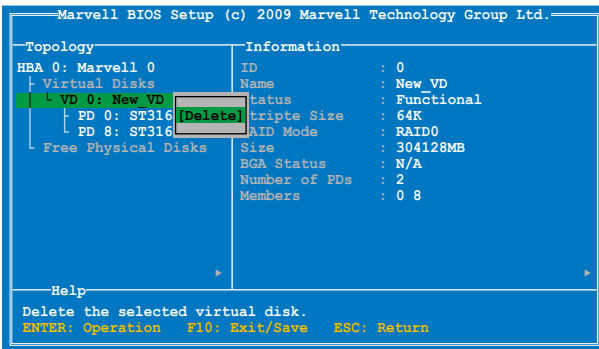 Marvell BIOS Setup (c) 2009 Marvell Technology Group Ltd.
Topology
HBA 0: Marvell 0
Virtual Disks
VD 0: New_VD
PD 0: ST316
PD 8: ST316
Free Physical Disks
[Delete]
Information
ID : 0
Name : New_VD
tatus : Functional
tripte Size : 64K
AID Mode : RAID0
Size : 304128MB
BGA Status : N/A
Number of PDs : 2
Members : 0 8
Help
Delete the selected virtual disk.
ENTER: Operation F10: Exit/Save ESC: Return